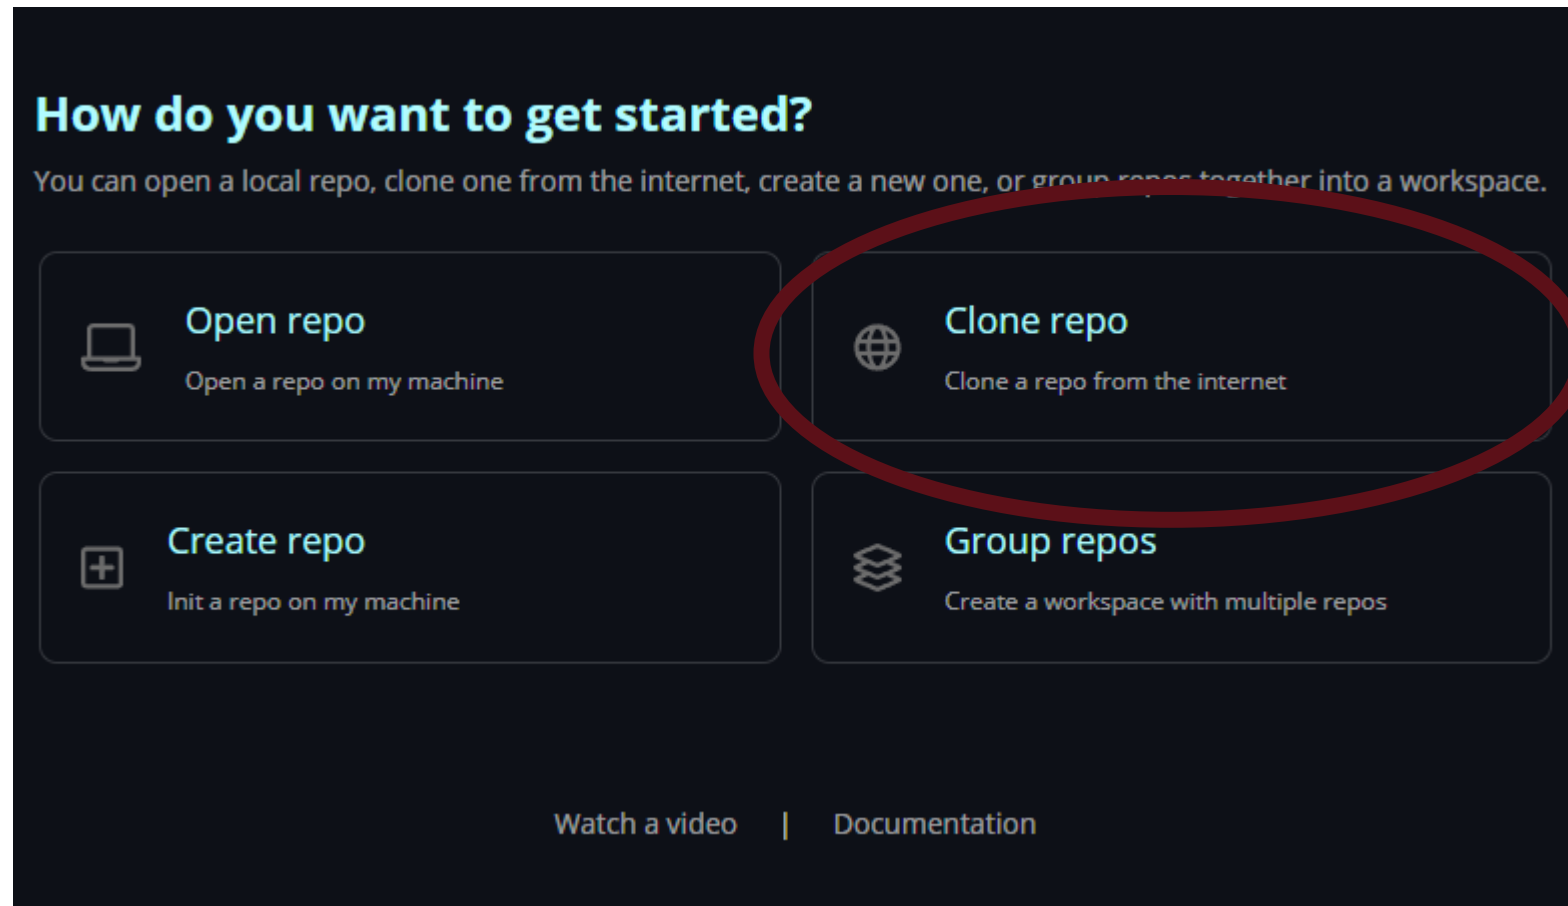 How do you want to get started?
You can open a local repo, clone one from the internet, create a new one, or group repos together into a workspace.
Open repo
Open a repo on my machine
Clone repo
Clone a repo from the internet
Create repo
Init a repo on my machine
Group repos
Create a workspace with multiple repos
Watch a video | Documentation